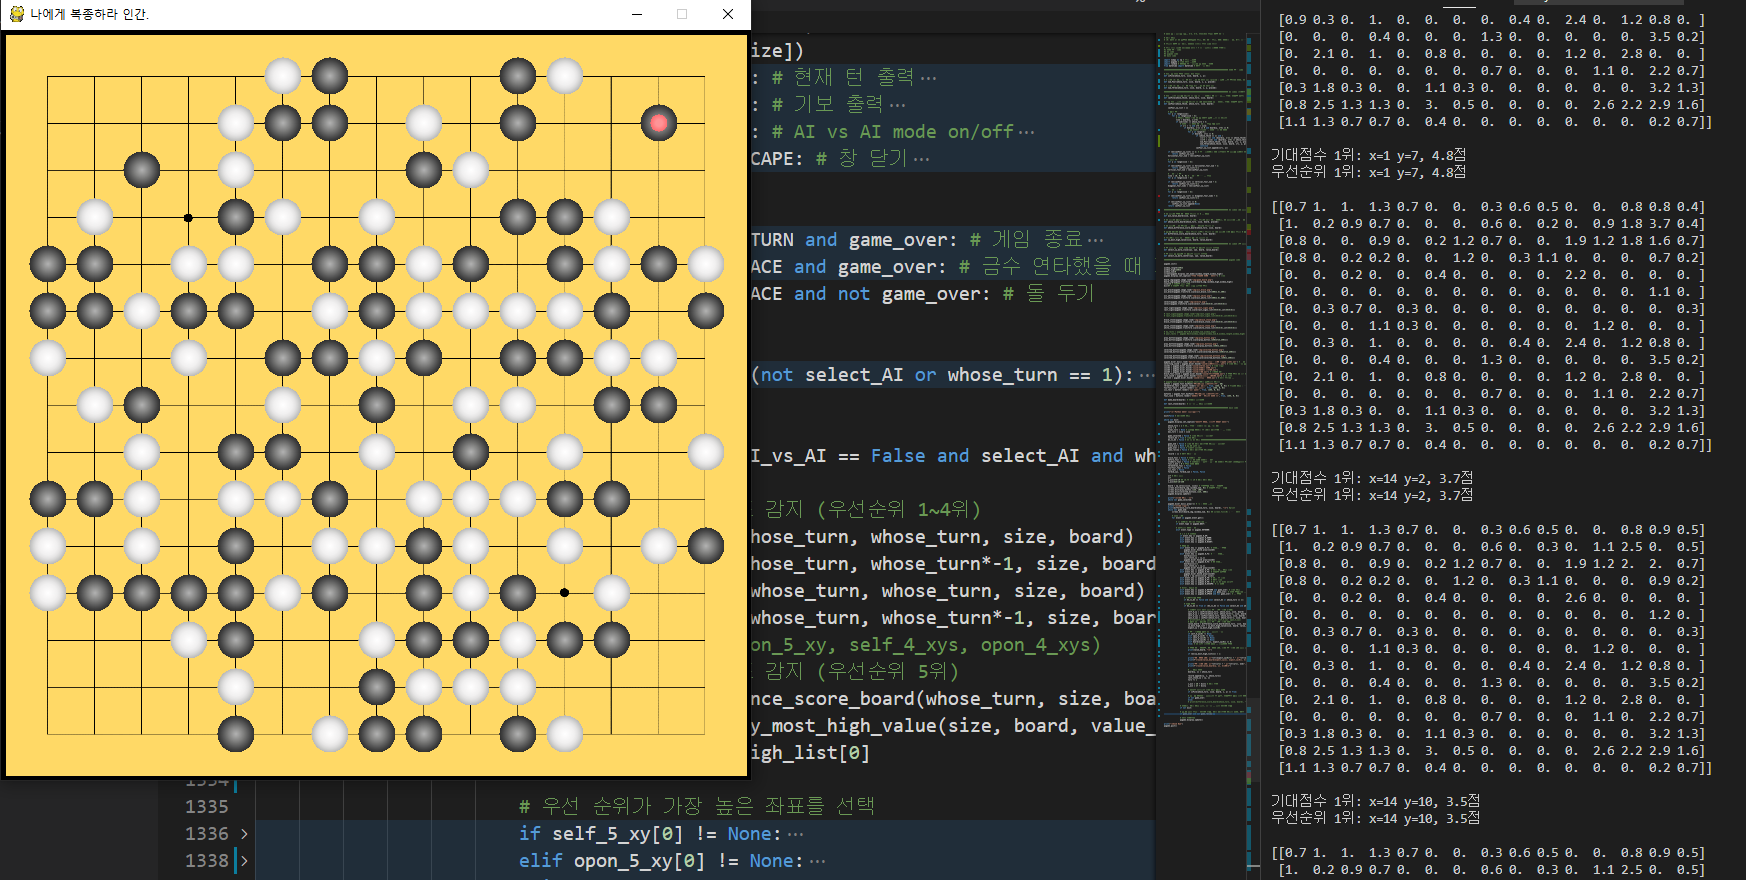 나에게 복종하라 인간.
ize])
: # 현재 턴 출력…
: # 기보 출력…
: # AI vs AI mode on/off…
CAPE: # 창 닫기…
TURN and game_over: # 게임 종료…
ACE and game_over: # 금수 연타했을 때
ACE and not game_over: # 돌 두기
(not select_AI or whose_turn == 1):…
I_vs_AI == False and select_AI and wh
감지 (우선순위 1~4위)
hose_turn, whose_turn, size, board)
hose_turn, whose_turn*-1, size, board
whose_turn, whose_turn, size, board)
whose_turn, whose_turn*-1, size, boar
on_5_xy, self_4_xys, opon_4_xys)
감지 (우선순위 5위)
nce_score_board(whose_turn, size, boa
y_most_high_value(size, board, value_
igh_list[0]
1334
1335 # 우선 순위가 가장 높은 좌표를 선택
1336 if self_5_xy[0] != None:…
1338 elif opon_5_xy[0] != None:…
[0.9 0.3 0. 1. 0. 0. 0. 0. 0.4 0. 2.4 0. 1.2 0.8 0. ]
[0. 0. 0. 0.4 0. 0. 0. 1.3 0. 0. 0. 0. 0. 3.5 0.2]
[0. 2.1 0. 1. 0. 0.8 0. 0. 0. 0. 1.2 0. 2.8 0. 0. ]
[0. 0. 0. 0. 0. 0. 0. 0.7 0. 0. 0. 1.1 0. 2.2 0.7]
[0.3 1.8 0.3 0. 0. 1.1 0.3 0. 0. 0. 0. 0. 0. 3.2 1.3]
[0.8 2.5 1.3 1.3 0. 3. 0. 0.5 0. 0. 0. 2.6 2.2 2.9 1.6]
[1.1 1.3 0.7 0.7 0. 0.4 0. 0. 0. 0. 0. 0. 0. 0.2 0.7]]
기대점수 1위: x=1 y=7, 4.8점
우선순위 1위: x=1 y=7, 4.8점
[[0.7 1. 1. 1.3 0.7 0. 0. 0.3 0.6 0.5 0. 0. 0.8 0.8 0.4]
[1. 0.2 0.9 0.7 0. 0. 0. 0.6 0. 0.2 0. 0.9 1.8 3.7 0.4]
[0.8 0. 0. 0.9 0. 0.2 1.2 0.7 0. 0. 1.9 1.2 1.8 1.6 0.7]
[0.8 0. 0.2 0.2 0. 0. 1.2 0. 0.3 1.1 0. 0. 0. 0.7 0.2]
[0. 0. 0.2 0. 0. 0.4 0. 0. 0. 0. 2.2 0. 0. 0. 0. ]
[0. 0. 0. 0. 0. 0. 0. 0. 0. 0. 0. 0. 0. 1.1 0. ]
[0. 0.3 0.7 0. 0.3 0. 0. 0. 0. 0. 0. 0. 0. 0. 0.3]
[0. 0. 0. 1.1 0.3 0. 0. 0. 0. 0. 0. 1.2 0. 0. 0. ]
[0. 0.3 0. 1. 0. 0. 0. 0. 0.4 0. 2.4 0. 1.2 0.8 0. ]
[0. 0. 0. 0.4 0. 0. 0. 1.3 0. 0. 0. 0. 0. 3.5 0.2]
[0. 2.1 0. 1. 0. 0.8 0. 0. 0. 0. 1.2 0. 2.8 0. 0. ]
[0. 0. 0. 0. 0. 0. 0. 0.7 0. 0. 0. 1.1 0. 2.2 0.7]
[0.3 1.8 0.3 0. 0. 1.1 0.3 0. 0. 0. 0. 0. 0. 3.2 1.3]
[0.8 2.5 1.3 1.3 0. 3. 0. 0.5 0. 0. 0. 2.6 2.2 2.9 1.6]
[1.1 1.3 0.7 0.7 0. 0.4 0. 0. 0. 0. 0. 0. 0. 0.2 0.7]]
기대점수 1위: x=14 y=2, 3.7점
우선순위 1위: x=14 y=2, 3.7점
[[0.7 1. 1. 1.3 0.7 0. 0. 0.3 0.6 0.5 0. 0. 0.8 0.9 0.5]
[1. 0.2 0.9 0.7 0. 0. 0. 0.6 0. 0.3 0. 1.1 2.5 0. 0.5]
[0.8 0. 0. 0.9 0. 0.2 1.2 0.7 0. 0. 1.9 1.2 2. 2. 0.7]
[0.8 0. 0.2 0.2 0. 0. 1.2 0. 0.3 1.1 0. 0. 0. 0.9 0.2]
[0. 0. 0.2 0. 0. 0.4 0. 0. 0. 0. 2.6 0. 0. 0. 0. ]
[0. 0. 0. 0. 0. 0. 0. 0. 0. 0. 0. 0. 0. 1.2 0. ]
[0. 0.3 0.7 0. 0.3 0. 0. 0. 0. 0. 0. 0. 0. 0. 0.3]
[0. 0. 0. 1.1 0.3 0. 0. 0. 0. 0. 0. 1.2 0. 0. 0. ]
[0. 0.3 0. 1. 0. 0. 0. 0. 0.4 0. 2.4 0. 1.2 0.8 0. ]
[0. 0. 0. 0.4 0. 0. 0. 1.3 0. 0. 0. 0. 0. 3.5 0.2]
[0. 2.1 0. 1. 0. 0.8 0. 0. 0. 0. 1.2 0. 2.8 0. 0. ]
[0. 0. 0. 0. 0. 0. 0. 0.7 0. 0. 0. 1.1 0. 2.2 0.7]
[0.3 1.8 0.3 0. 0. 1.1 0.3 0. 0. 0. 0. 0. 0. 3.2 1.3]
[0.8 2.5 1.3 1.3 0. 3. 0. 0.5 0. 0. 0. 2.6 2.2 2.9 1.6]
[1.1 1.3 0.7 0.7 0. 0.4 0. 0. 0. 0. 0. 0. 0. 0.2 0.7]]
기대점수 1위: x=14 y=10, 3.5점
우선순위 1위: x=14 y=10, 3.5점
[[0.7 1. 1. 1.3 0.7 0. 0. 0.3 0.6 0.5 0. 0. 0.8 0.9 0.5]
[1. 0.2 0.9 0.7 0. 0. 0. 0.6 0. 0.3 0. 1.1 2.5 0. 0.5]